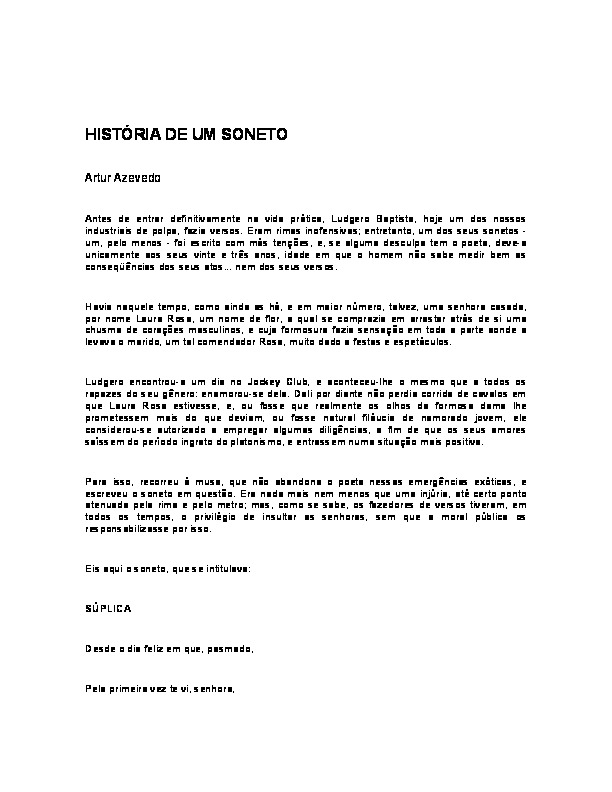 HISTÓRIA DE UM SONETO
Artur Azevedo
Antes de entrar definitivamente na vida prática, Ludgero Baptista, hoje um dos nossos
industriais de polpa, fazia versos. Eram rimas inofensivas; entretanto, um dos seus sonetos -
um, pelo menos - foi escrito com más tenções, e, se alguma desculpa tem o poeta, deve-a
unicamente aos seus vinte e três anos, idade em que o homem não sabe medir bem as
conseqüências dos seus atos... nem dos seus versos.
Havia naquele tempo, como ainda as há, e em maior número, talvez, uma senhora casada,
por nome Laura Rosa, um nome de flor, a qual se comprazia em arrastar atrás de si uma
chusma de corações masculinos, e cuja formosura fazia sensação em toda a parte aonde a
levava o marido, um tal comendador Rosa, muito dado a festas e espetáculos.
Ludgero encontrou-a um dia no Jockey Club, e aconteceu-lhe o mesmo que a todos os
rapazes do seu gênero: enamorou-se dela. Dali por diante não perdia corrida de cavalos em
que Laura Rosa estivesse, e, ou fosse que realmente os olhos da formosa dama lhe
prometessem mais do que deviam, ou fosse natural filáucia de namorado jovem, ele
considerou-se autorizado a empregar algumas diligências, a fim de que os seus amores
saíssem do período ingrato do platonismo, e entrassem numa situação mais positiva.
Para isso, recorreu à musa, que não abandona o poeta nessas emergências exóticas, e
escreveu o soneto em questão. Era nada mais nem menos que uma injúria, até certo ponto
atenuada pela rima e pelo metro; mas, como se sabe, os fazedores de versos tiveram, em
todos os tempos, o privilégio de insultar as senhoras, sem que a moral pública os
responsabilizasse por isso.
Eis aqui o soneto, que se intitulava:
SÚPLICA
Desde o dia feliz em que, pasmado,
Pela primeira vez te vi, senhora,